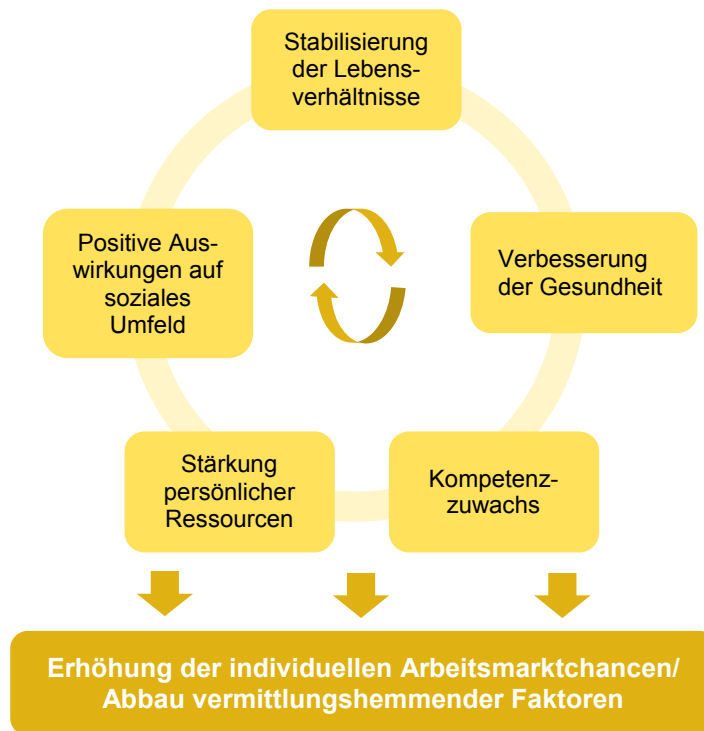 Stabilisierung
der Lebens-
verhältnisse
Verbesserung
der Gesundheit
Kompetenz-
zuwachs
Stärkung
persönlicher
Ressourcen
Positive Aus-
wirkungen auf
soziales
Umfeld
Erhöhung der individuellen Arbeitsmarktchancen/
Abbau vermittlungshemmender Faktoren